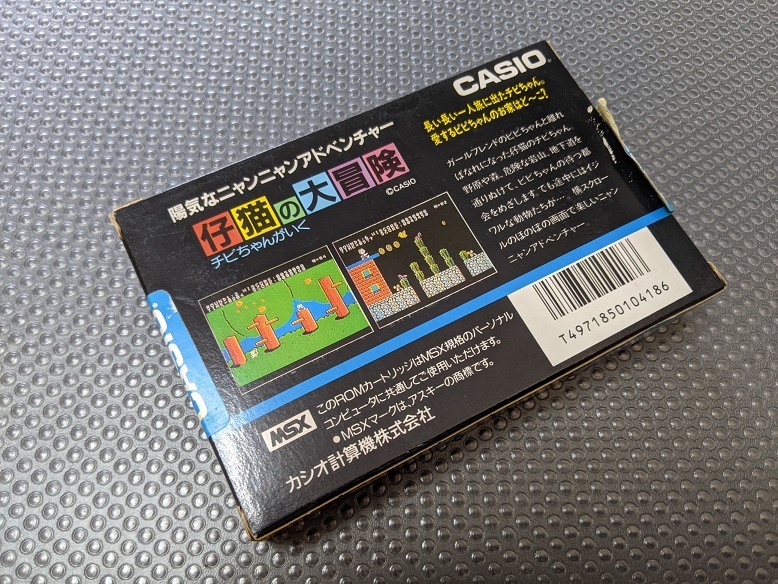 CASIO
陽気なニャンニャンアドベンチャー
仔猫の大冒険
チビちゃんがいく
©CASIO
長い長い一人旅に出たチビちゃん。
愛するピピちゃんのお家はど〜こ?
ガールフレンドのピピちゃんと離れ
ばなれになった仔猫のチビちゃん。
野原や森、危険な岩山、地下道を
通りぬけて、ピピちゃんの待つ都
会をめざします。でも途中にはイジ
ワルな動物たちが…。横スクロー
ルのほのぼの画面で楽しいニャン
ニャンアドベンチャー。
T4971850104186
MSX
このROMカートリッジはMSX規格のパーソナル
コンピュータに共通してご使用いただけます。
●MSXマークは、アスキーの商標です。
カシオ計算機株式会社